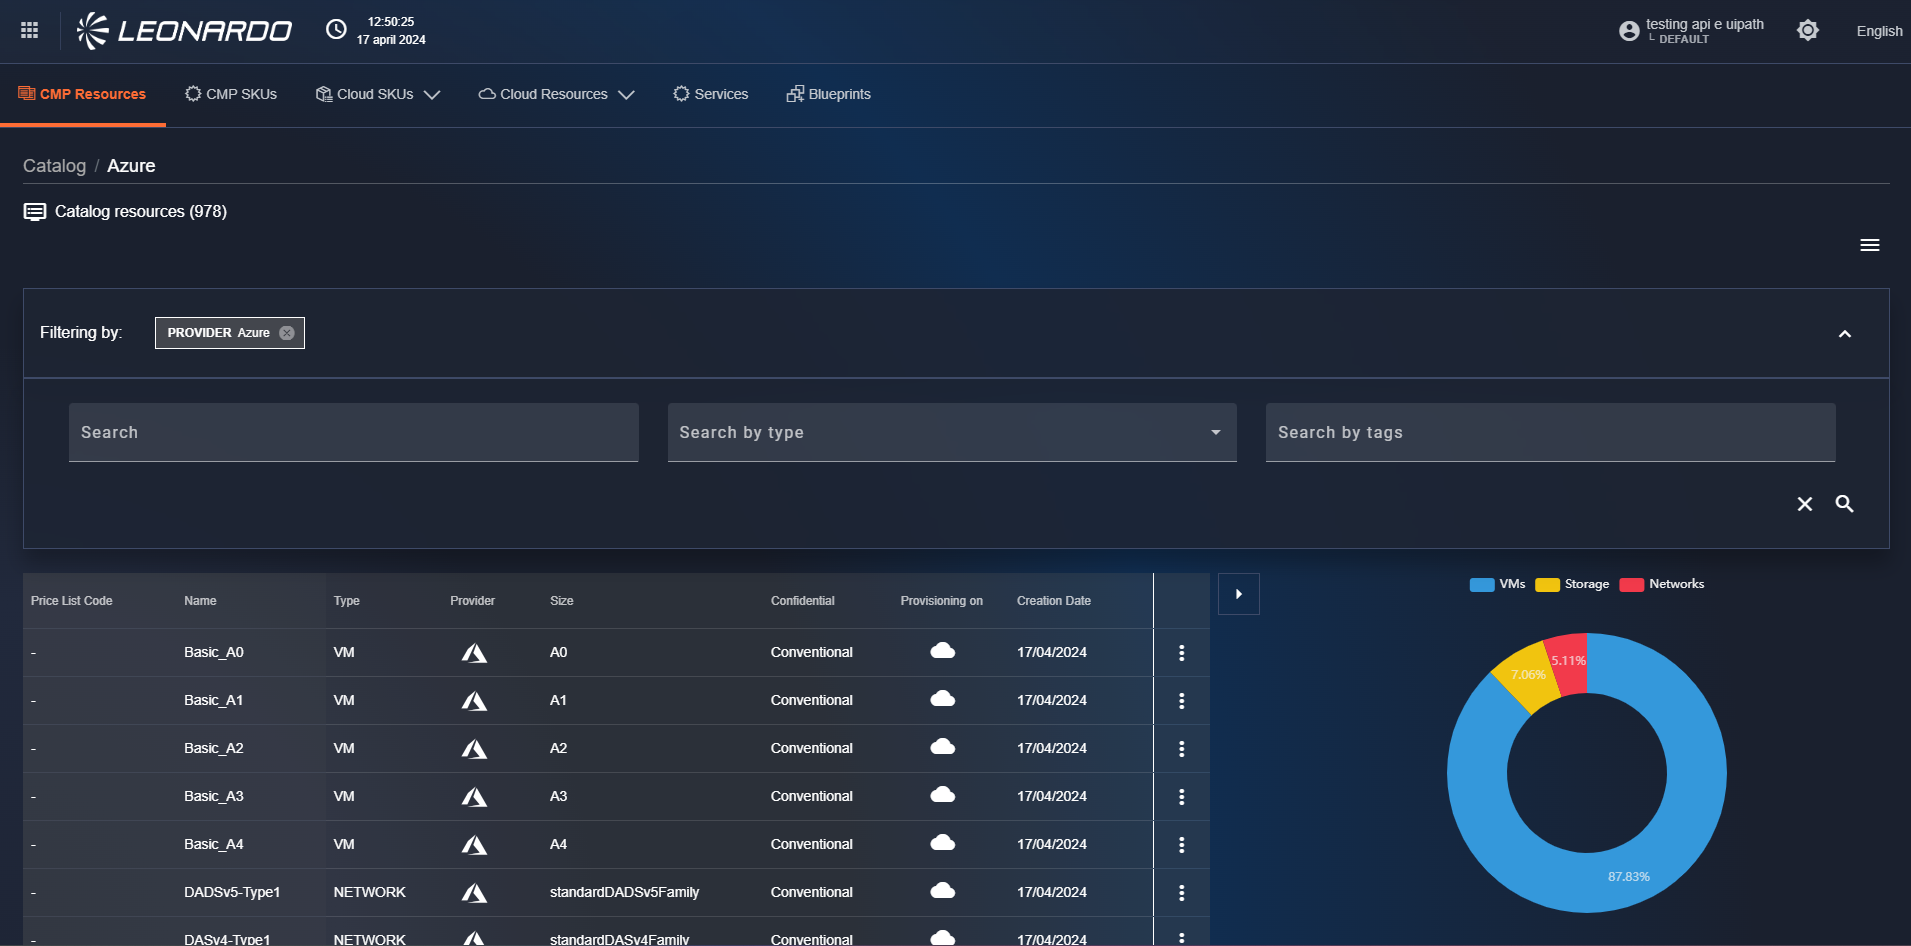 LEONARDO
12:50:25
17 april 2024
testing api e uipath
└ DEFAULT
English
CMP Resources
CMP SKUs
Cloud SKUs
Cloud Resources
Services
Blueprints
Catalog / Azure
Catalog resources (978)
Filtering by:
PROVIDER Azure
Search
Search by type
Search by tags
Price List Code Name Type Provider Size Confidential Provisioning on Creation Date
- Basic_A0 VM A0 Conventional 17/04/2024
- Basic_A1 VM A1 Conventional 17/04/2024
- Basic_A2 VM A2 Conventional 17/04/2024
- Basic_A3 VM A3 Conventional 17/04/2024
- Basic_A4 VM A4 Conventional 17/04/2024
- DADSv5-Type1 NETWORK standardDADSv5Family Conventional 17/04/2024
- DASv4-Type1 NETWORK standardDASv4Family Conventional 17/04/2024
VMs
Storage
Networks
5.11%
7.06%
87.83%